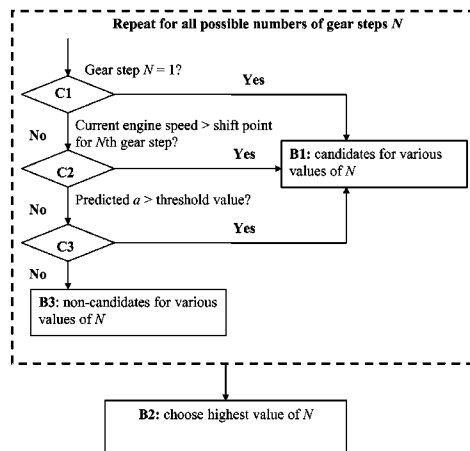 Repeat for all possible numbers of gear steps N
Gear step N = 1?
Yes
C1
No
Current engine speed > shift point
for Nth gear step?
Yes
C2
B1: candidates for various
values of N
No
Predicted a > threshold value?
Yes
C3
No
B3: non-candidates for various
values of N
B2: choose highest value of N